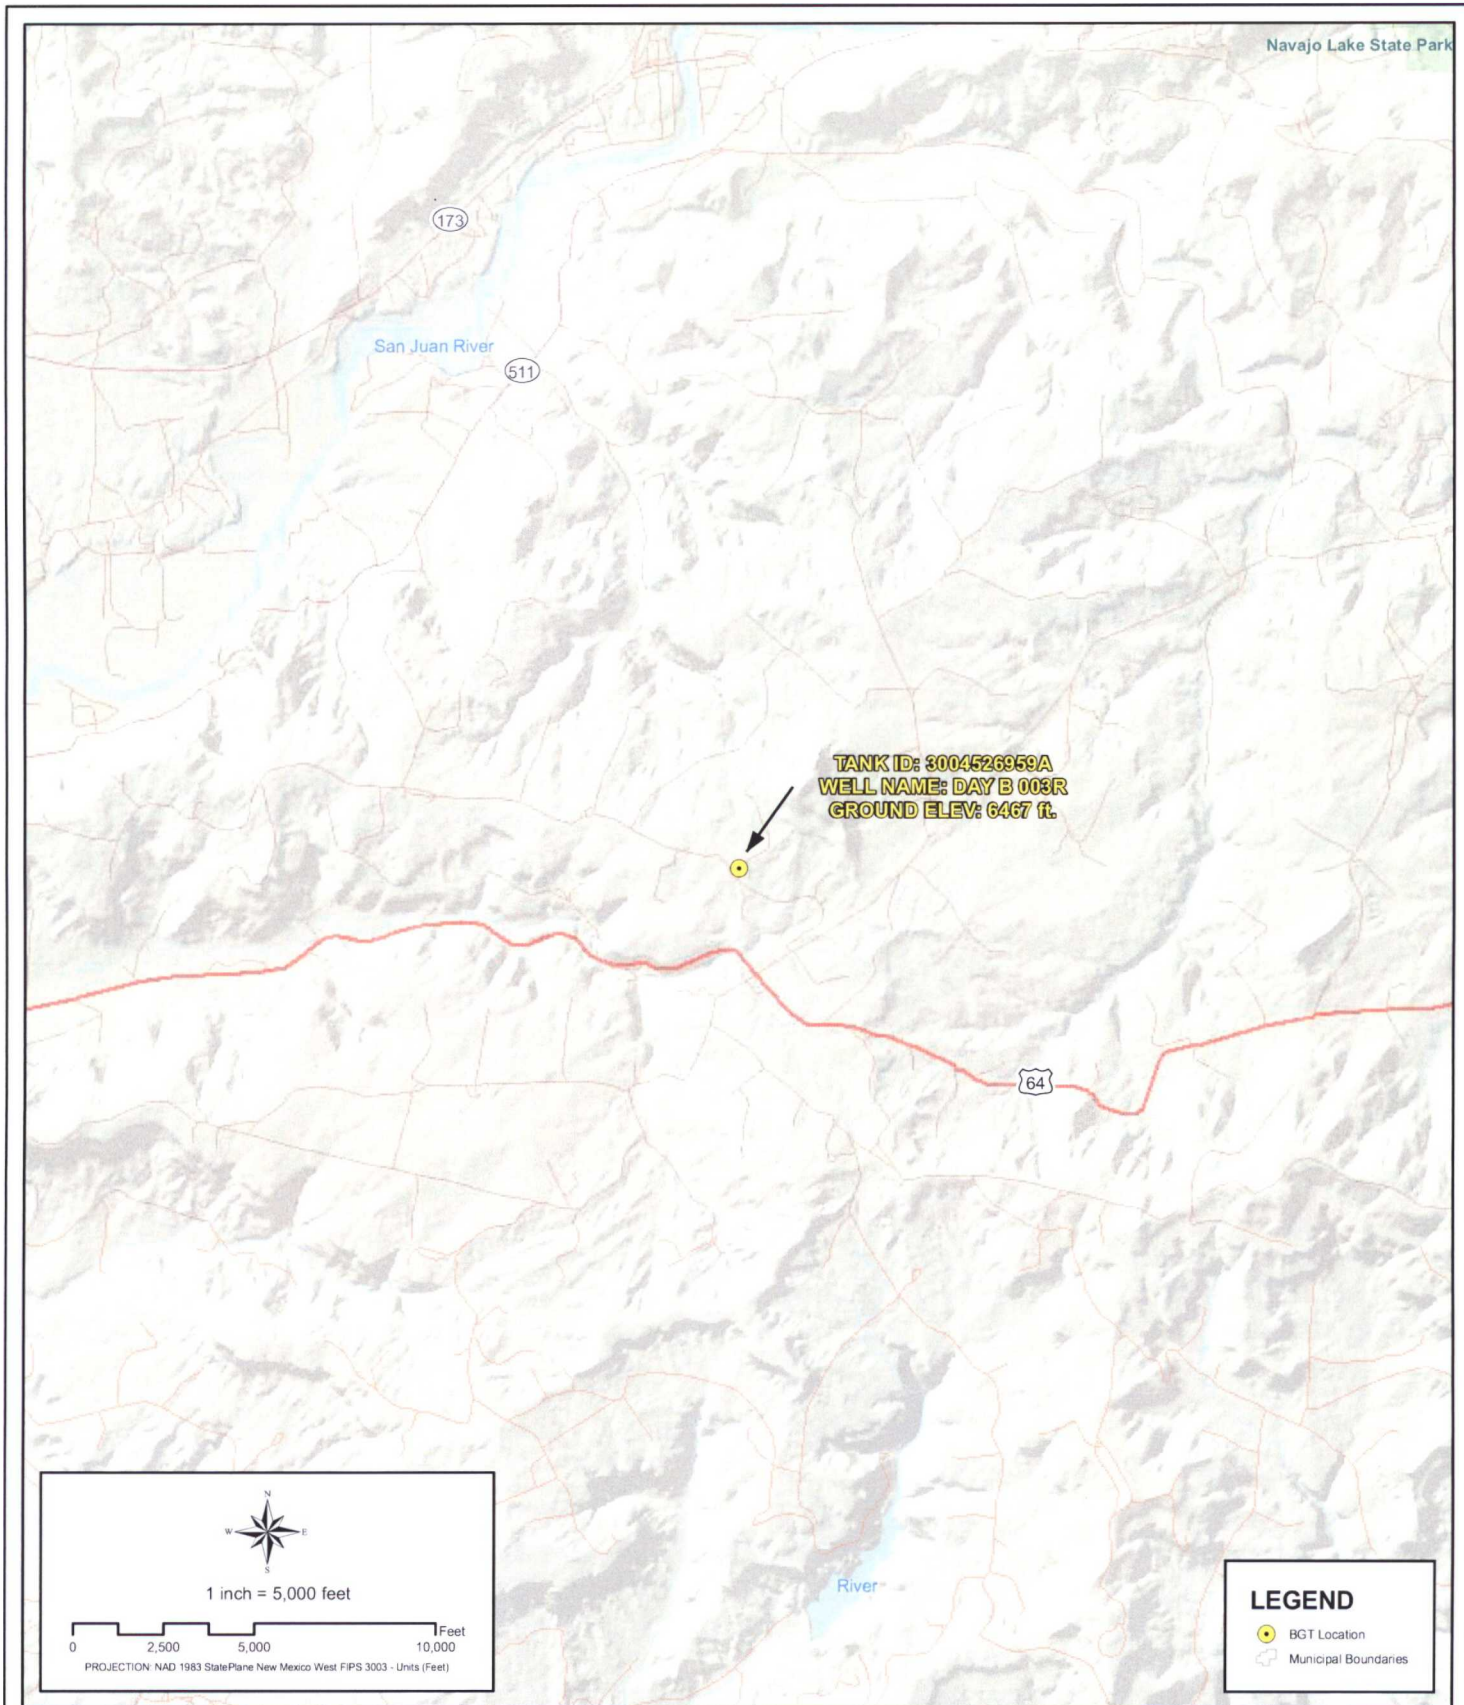 Navajo Lake State Park
173
San Juan River
511
TANK ID: 3004526959A
WELL NAME: DAY B 003R
GROUND ELEV: 6467 ft.
64
River
N
W E
S
1 inch = 5,000 feet
Feet
0 2,500 5,000 10,000
PROJECTION: NAD 1983 StatePlane New Mexico West FIPS 3003 - Units (Feet)
LEGEND
BGT Location
Municipal Boundaries